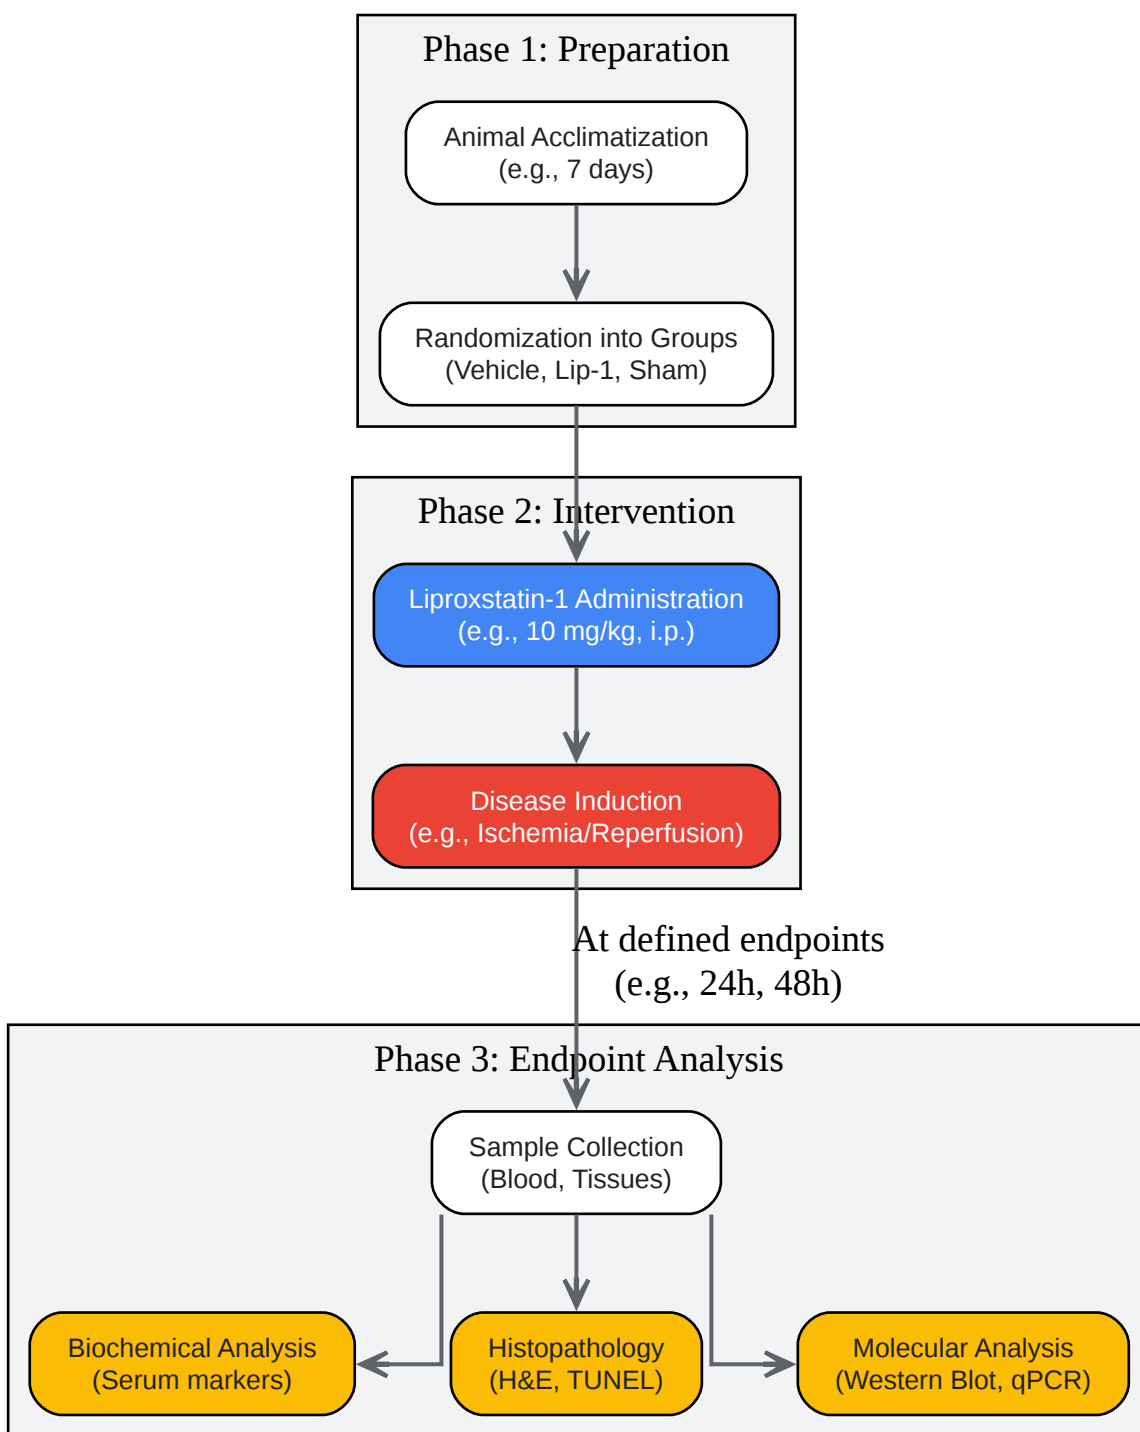 Phase 1: Preparation
Animal Acclimatization
(e.g., 7 days)
Randomization into Groups
(Vehicle, Lip-1, Sham)
Phase 2: Intervention
Liproxstatin-1 Administration
(e.g., 10 mg/kg, i.p.)
Disease Induction
(e.g., Ischemia/Reperfusion)
At defined endpoints
(e.g., 24h, 48h)
Phase 3: Endpoint Analysis
Sample Collection
(Blood, Tissues)
Biochemical Analysis
(Serum markers)
Histopathology
(H&E, TUNEL)
Molecular Analysis
(Western Blot, qPCR)